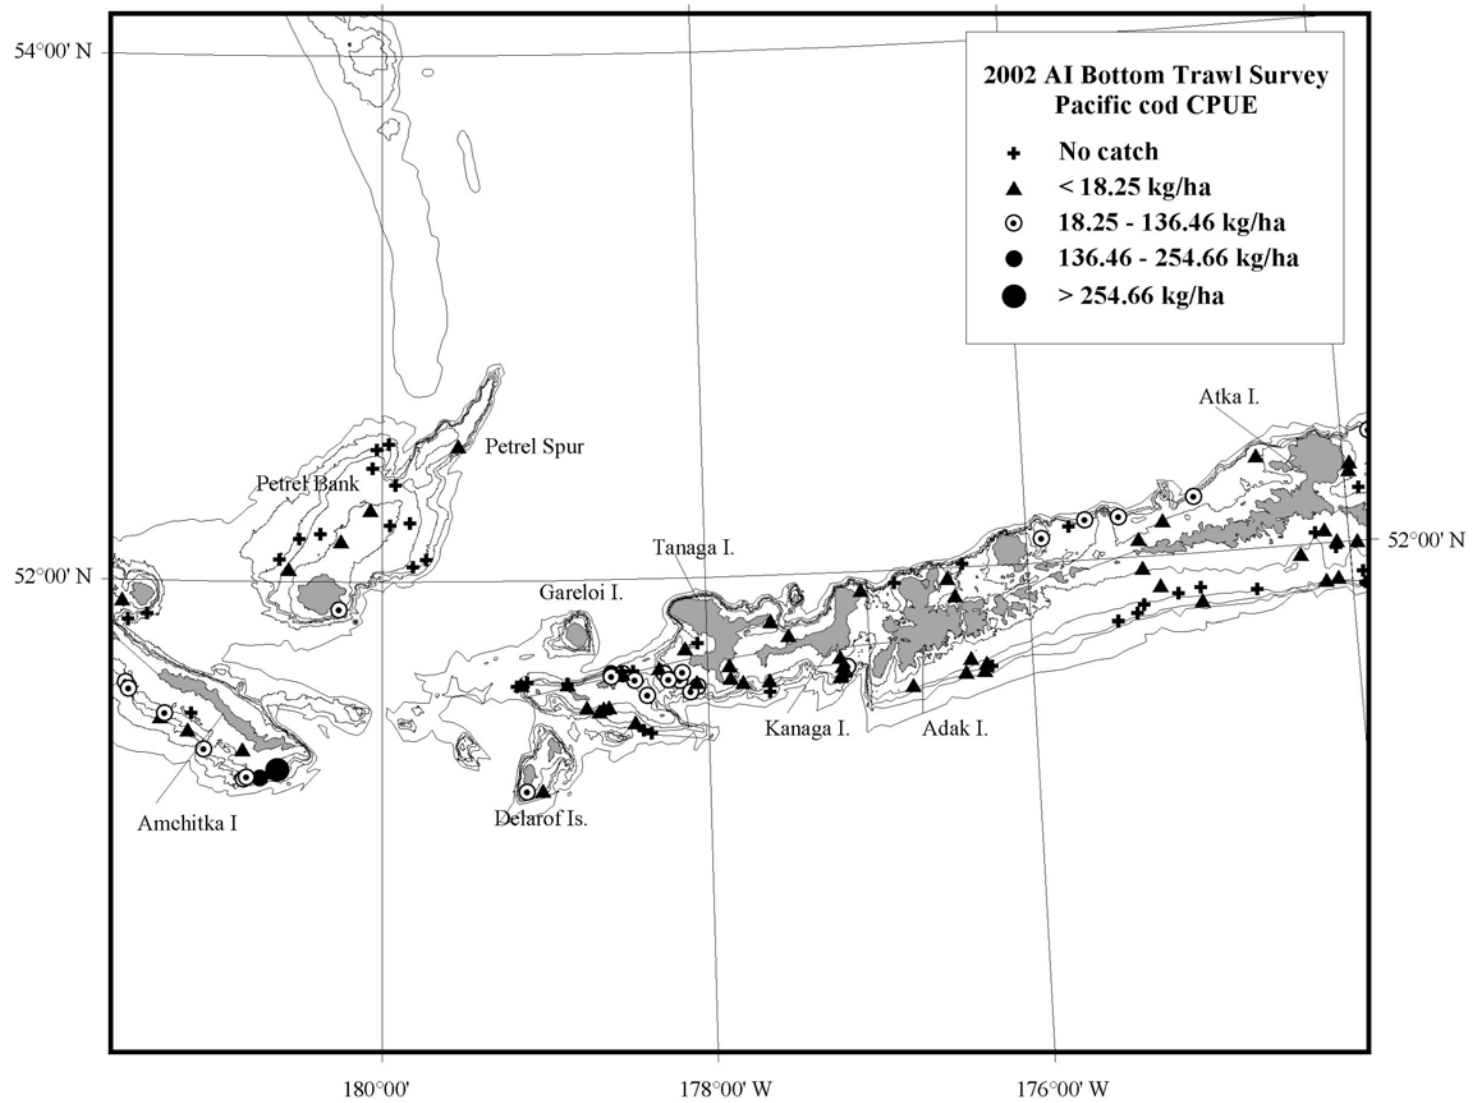 54°00' N
2002 AI Bottom Trawl Survey
Pacific cod CPUE
No catch
< 18.25 kg/ha
18.25 - 136.46 kg/ha
136.46 - 254.66 kg/ha
> 254.66 kg/ha
Atka I.
Petrel Spur
Petrel Bank
52°00' N
Tanaga I.
52°00' N
Gareloi I.
Kanaga I.
Adak I.
Amchitka I
Delarof Is.
180°00'
178°00' W
176°00' W